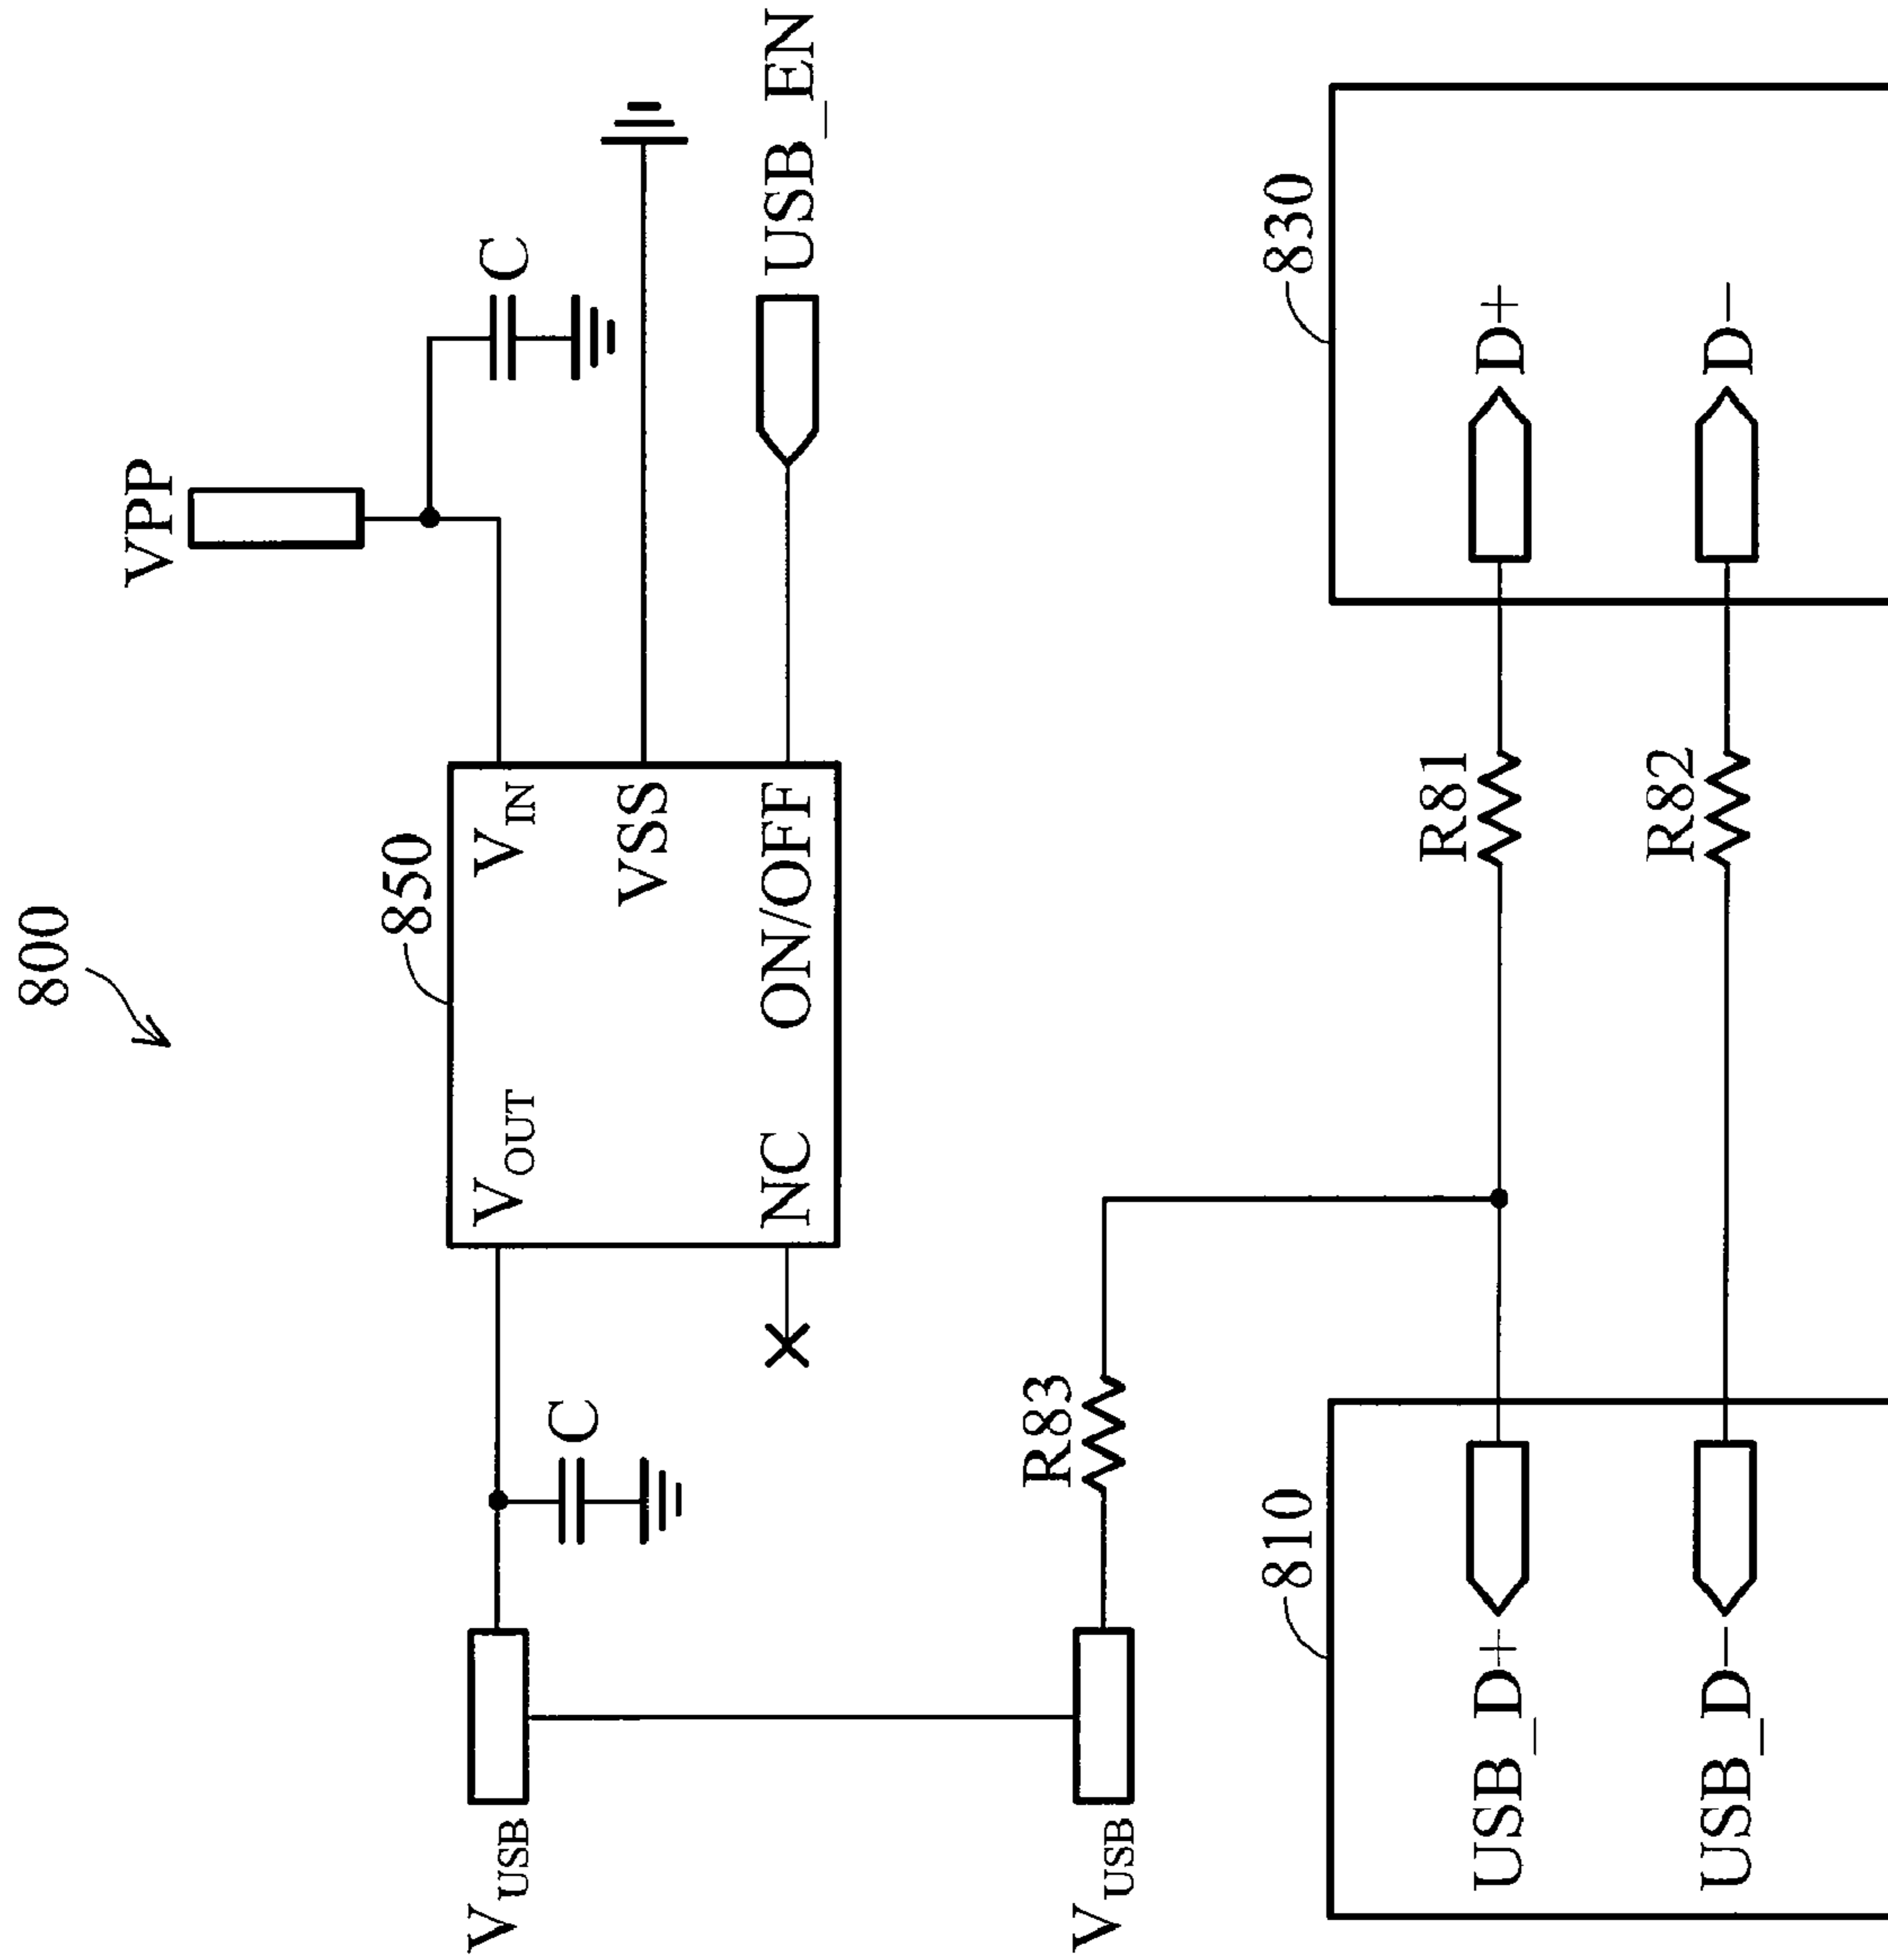 800
VPP
C
850
V_OUT
V_IN
VSS
NC
ON/OFF
USB_EN
C
V_USB
V_USB
R83
810
830
USB_D+
R81
D+
USB_D−
R82
D−